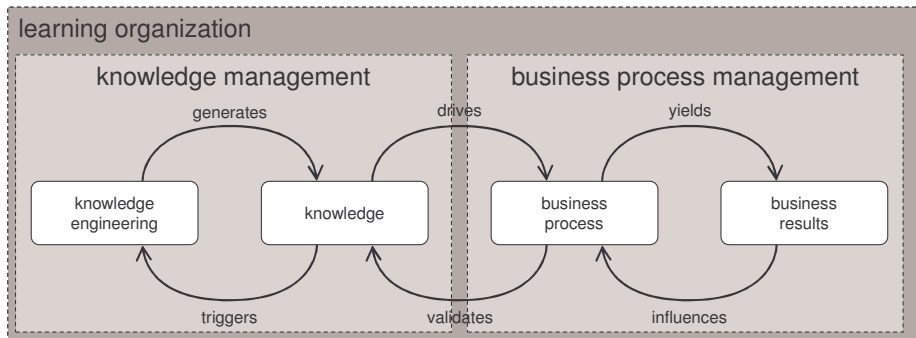 learning organization
knowledge management
business process management
generates
drives
yields
knowledge
engineering
knowledge
business
process
business
results
triggers
validates
influences